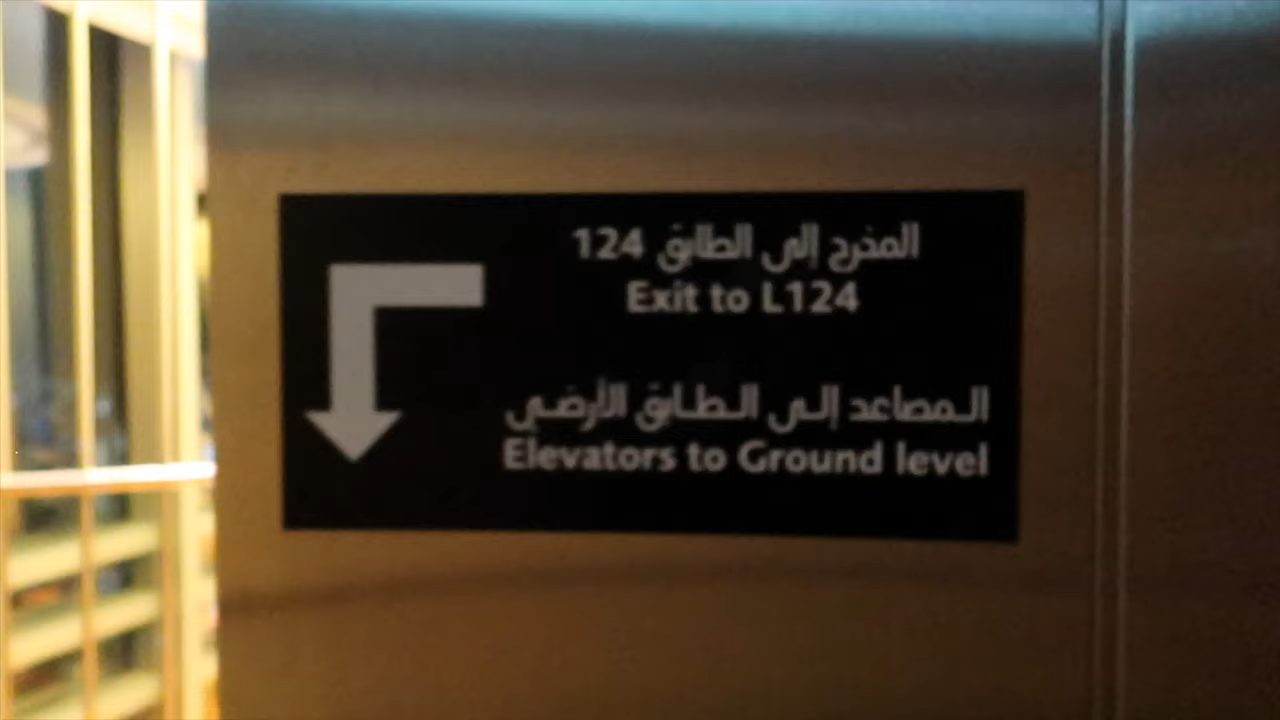 المخرج إلى الطابق 124
Exit to L124
المصاعد إلى الطابق الأرضي
Elevators to Ground level